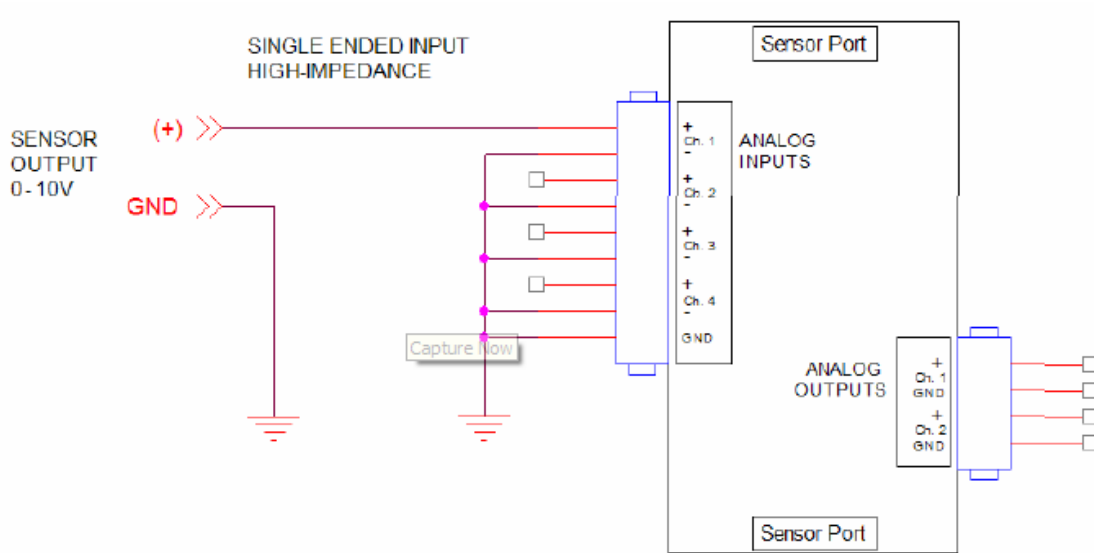 Sensor Port
SINGLE ENDED INPUT
HIGH-IMPEDANCE
SENSOR
OUTPUT
0-10V
(+)
GND
+
Ch. 1
-
+
Ch. 2
-
+
Ch. 3
-
+
Ch. 4
-
GND
ANALOG
INPUTS
Capture Now
ANALOG
OUTPUTS
+
Ch. 1
GND
+
Ch. 2
GND
Sensor Port